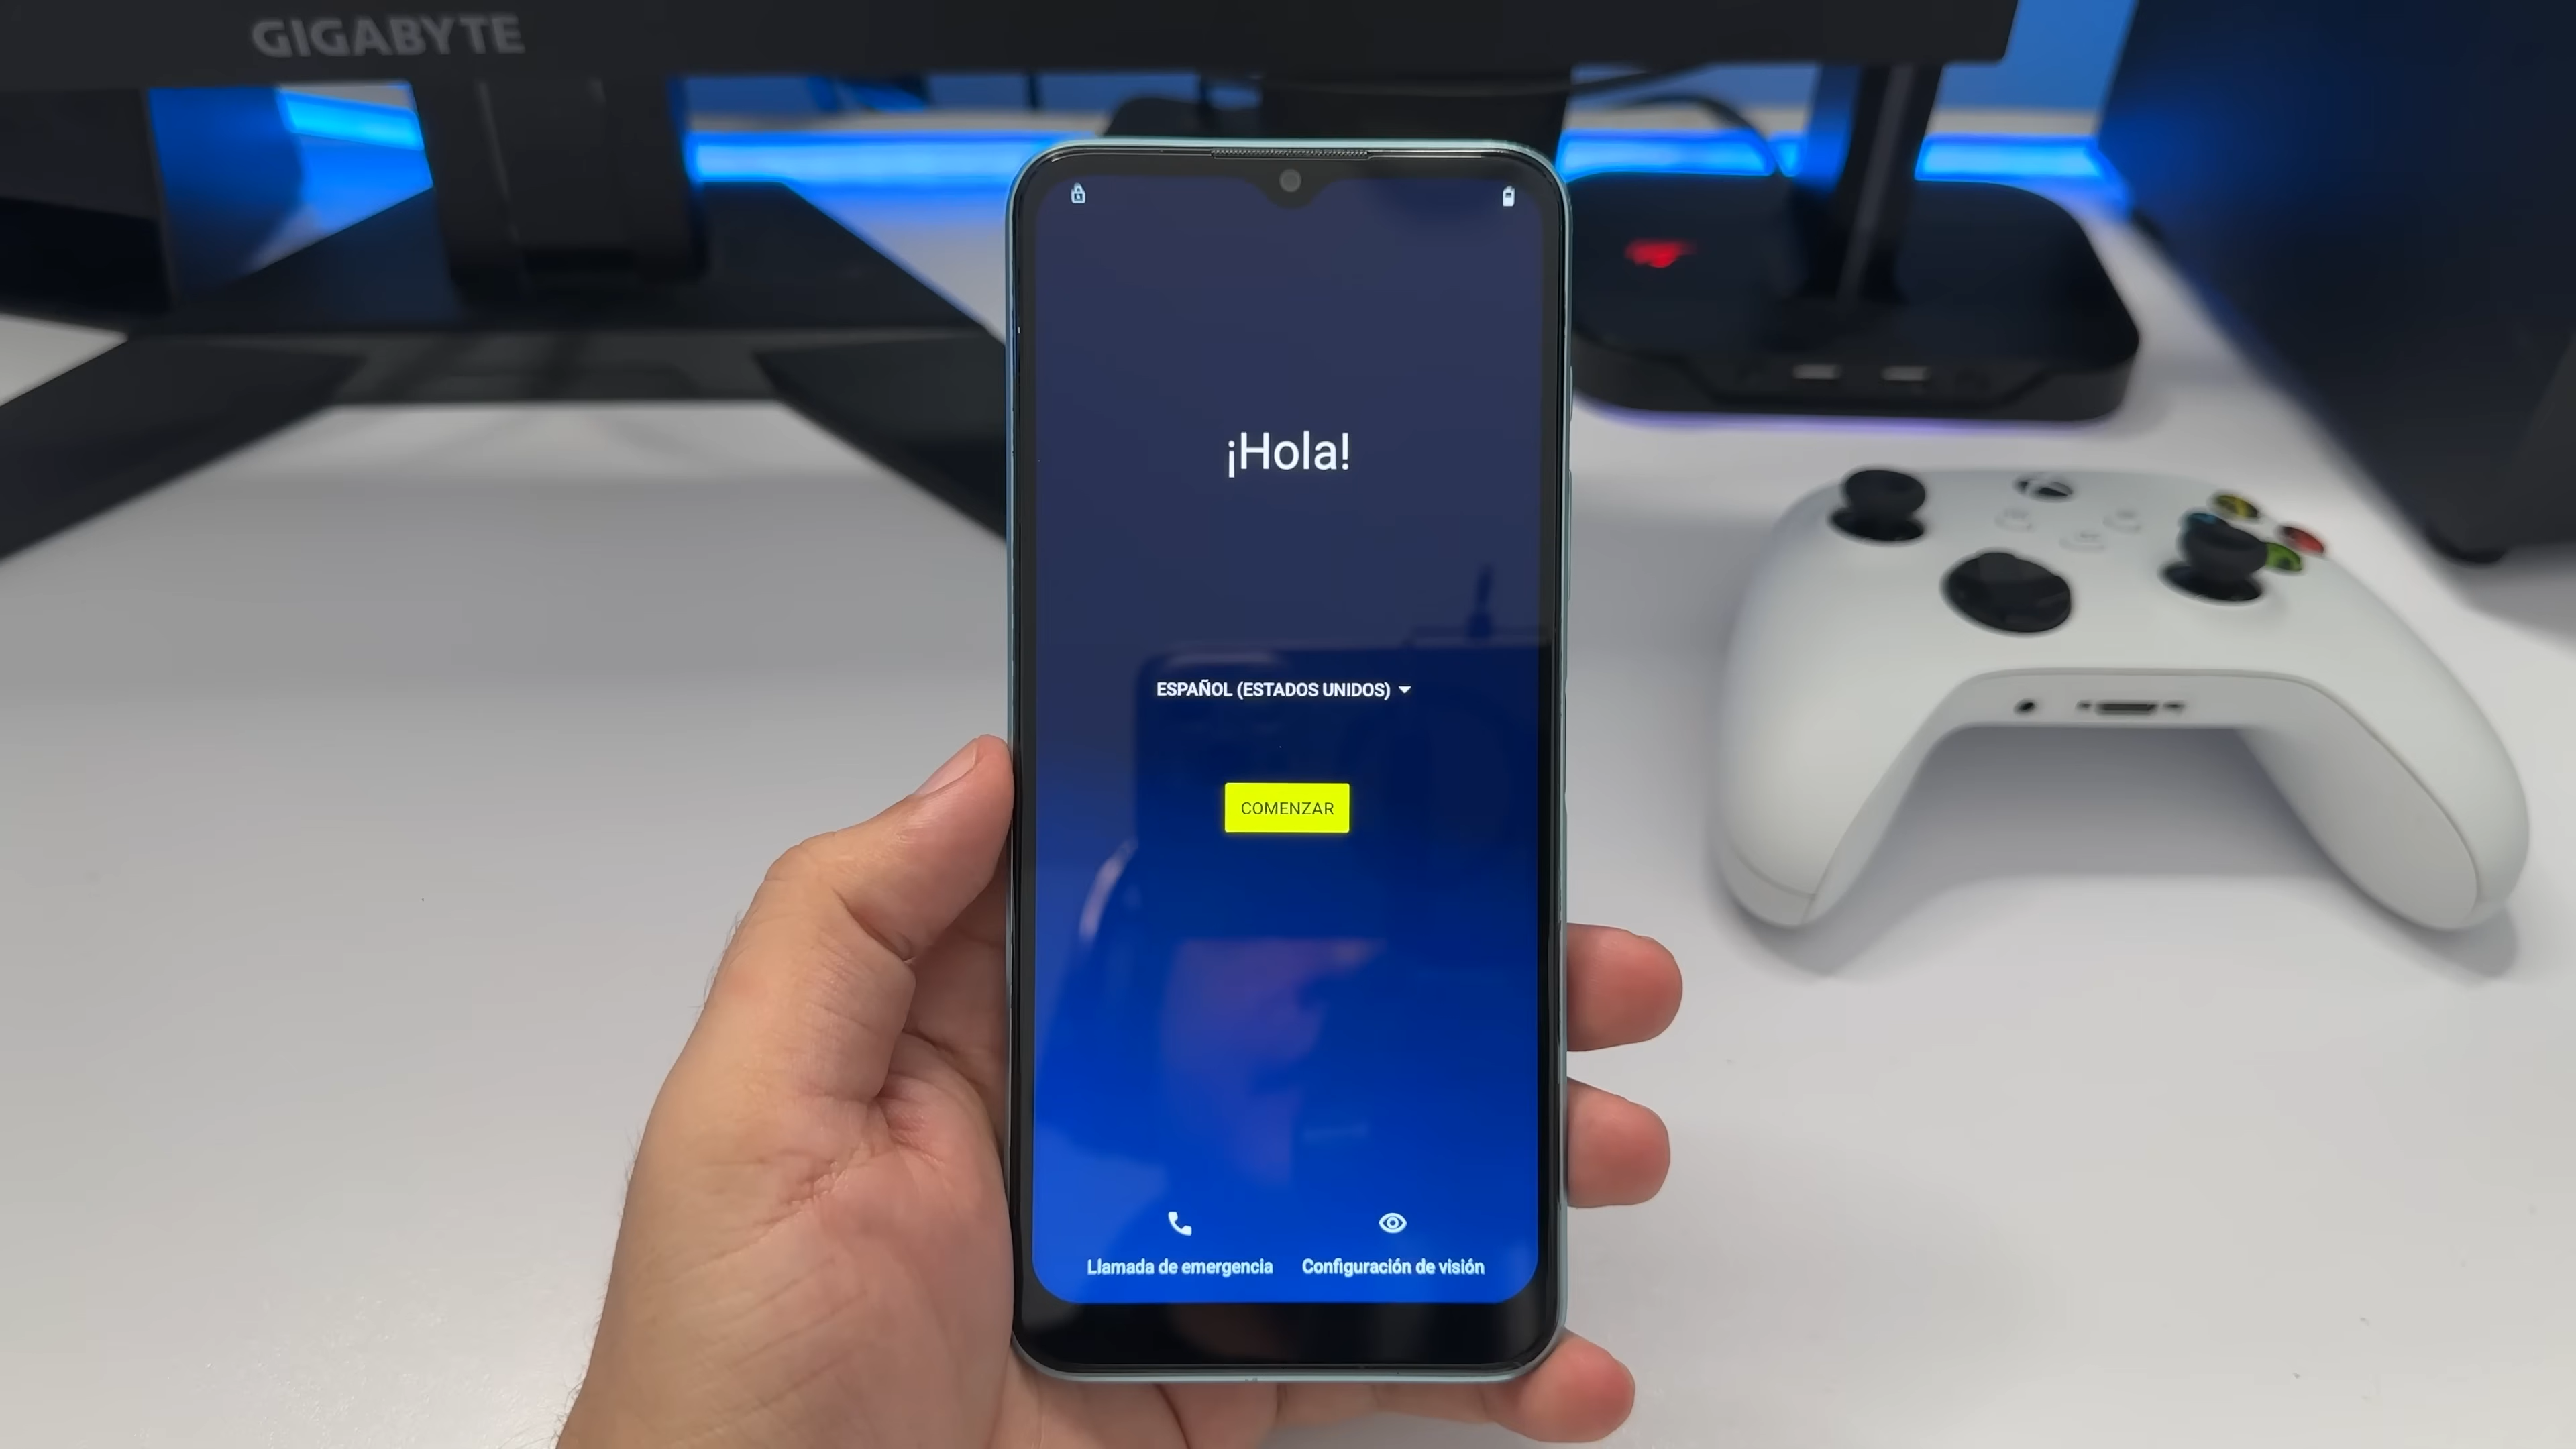 GIGABYTE
¡Hola!
ESPAÑOL (ESTADOS UNIDOS)
COMENZAR
Llamada de emergencia
Configuración de visión